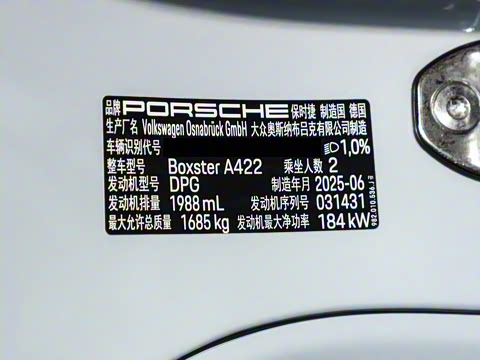 品牌 PORSCHE 保时捷 制造国 德国
生产厂名 Volkswagen Osnabrück GmbH 大众奥斯纳布吕克有限公司制造
车辆识别代号 1,0%
整车型号 Boxster A422 乘坐人数 2
发动机型号 DPG 制造年月 2025-06
发动机排量 1988 mL 发动机序列号 031431
最大允许总质量 1685 kg 发动机最大净功率 184 kW
982.010.536.J